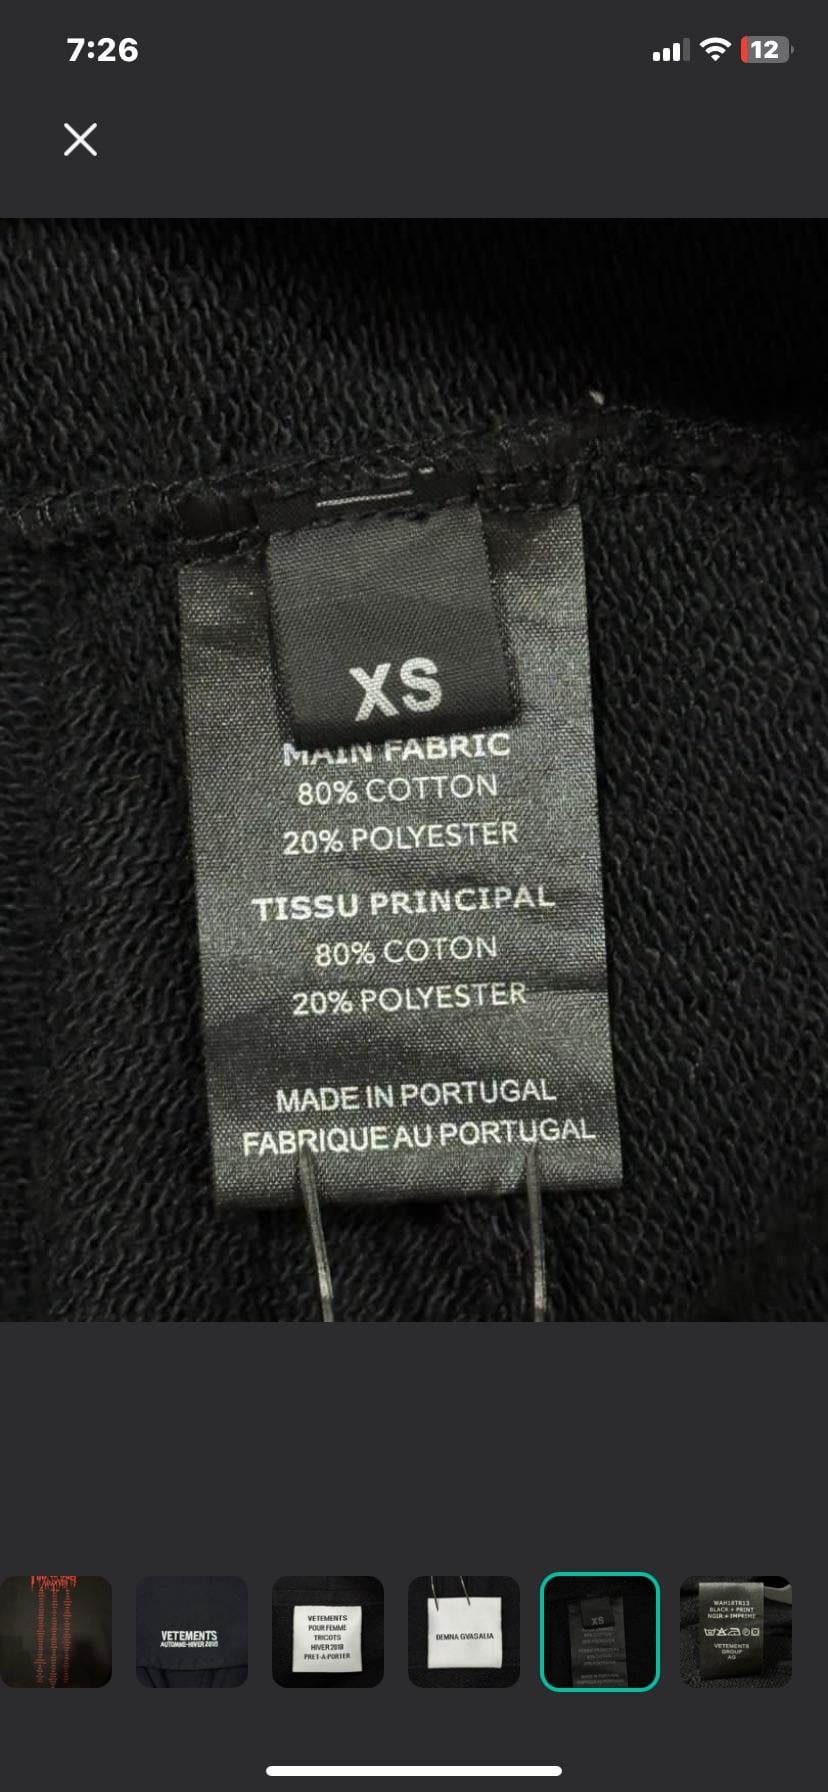 7:26
12
XS
MAIN FABRIC
80% COTTON
20% POLYESTER
TISSU PRINCIPAL
80% COTON
20% POLYESTER
MADE IN PORTUGAL
FABRIQUE AU PORTUGAL
VETEMENTS
AUTOMNE-HIVER 2018
VETEMENTS
POUR FEMME
TRICOTS
HIVER 2018
PRET-A-PORTER
DEMNA GVASALIA
XS
WAH18TR13
BLACK + PRINT
NOIR + IMPRIME
VETEMENTS
GROUP
AG